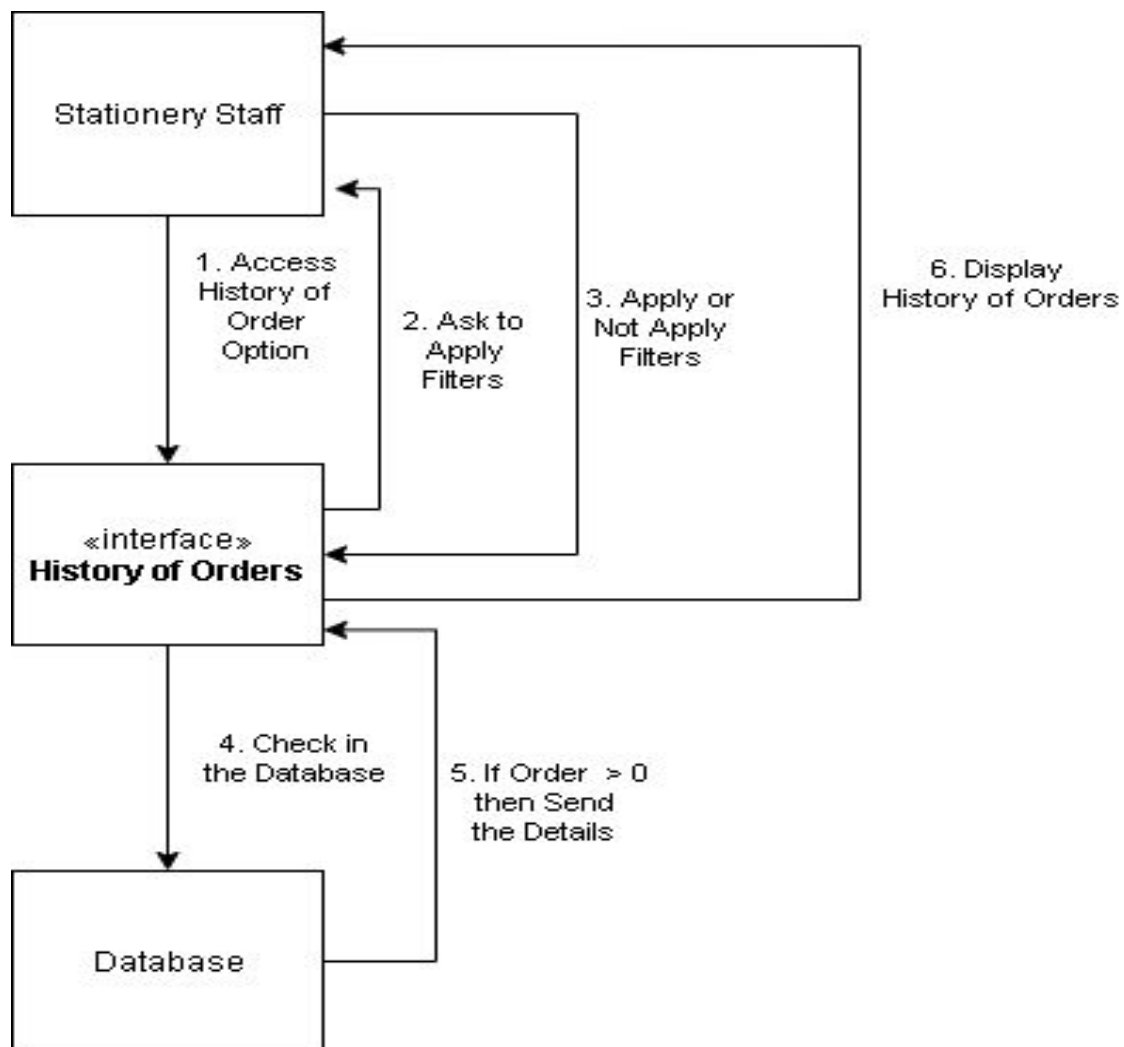 Stationery Staff
1. Access
History of
Order
Option
2. Ask to
Apply
Filters
3. Apply or
Not Apply
Filters
6. Display
History of Orders
«interface»
History of Orders
4. Check in
the Database
5. If Order > 0
then Send
the Details
Database